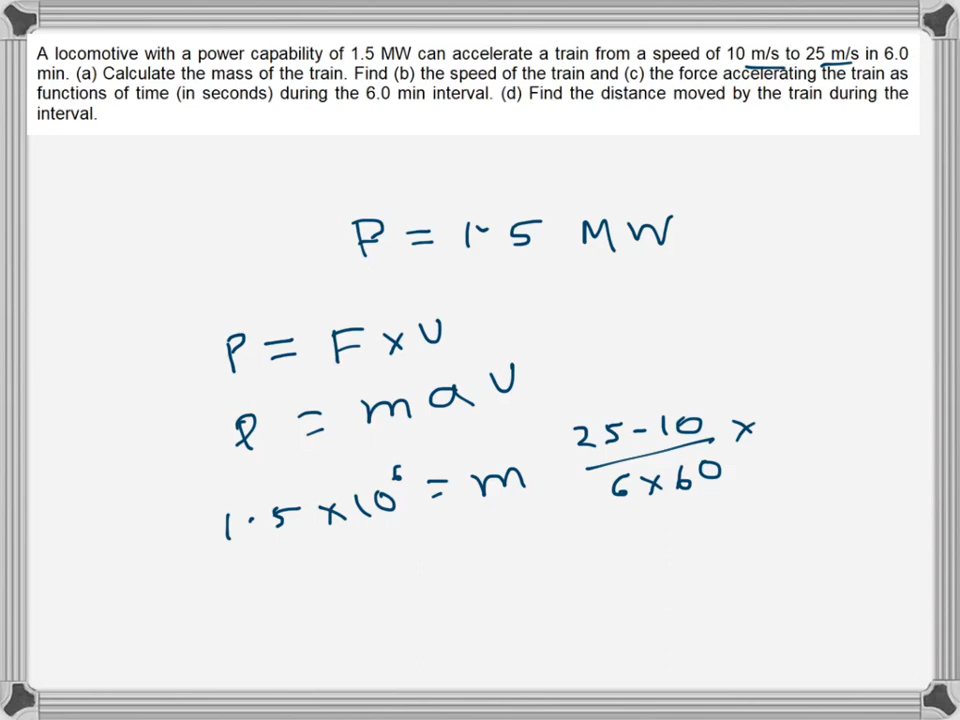 A locomotive with a power capability of 1.5 MW can accelerate a train from a speed of 10 m/s to 25 m/s in 6.0
min. (a) Calculate the mass of the train. Find (b) the speed of the train and (c) the force accelerating the train as
functions of time (in seconds) during the 6.0 min interval. (d) Find the distance moved by the train during the
interval.
P = 1.5 MW
P = F × v
P = m a v
1.5 × 10⁶ = m (25 - 10)/(6 × 60) ×